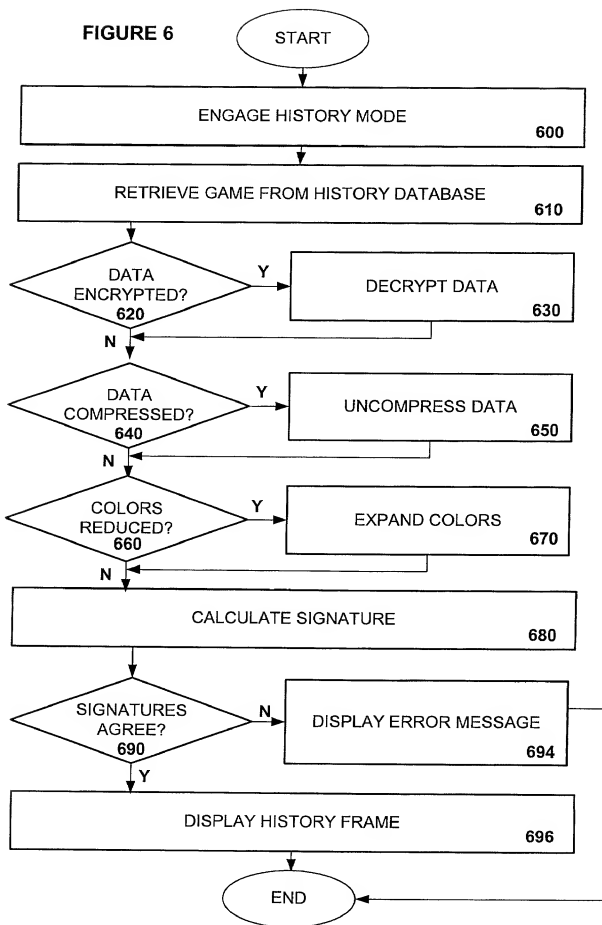 FIGURE 6
START
ENGAGE HISTORY MODE
600
RETRIEVE GAME FROM HISTORY DATABASE
610
DATA
ENCRYPTED?
620
Y
DECRYPT DATA
630
N
DATA
COMPRESSED?
640
Y
UNCOMPRESS DATA
650
N
COLORS
REDUCED?
660
Y
EXPAND COLORS
670
N
CALCULATE SIGNATURE
680
SIGNATURES
AGREE?
690
N
DISPLAY ERROR MESSAGE
694
Y
DISPLAY HISTORY FRAME
696
END